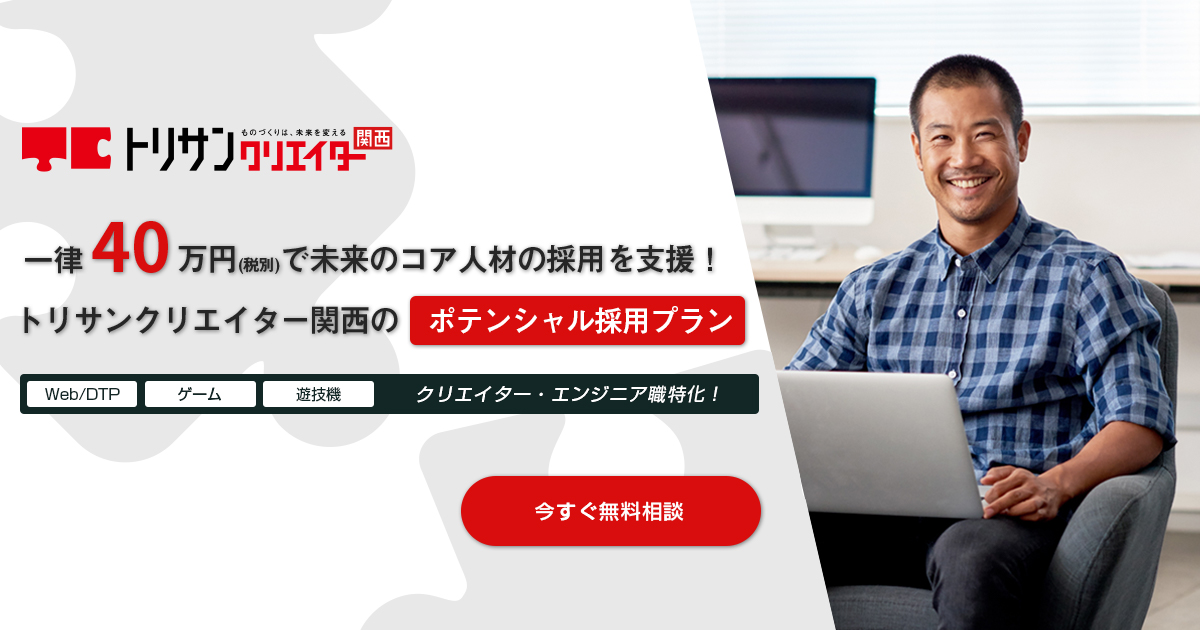 トリサン ものづくりは、未来を変える クリエイター 関西
一律40万円(税別)で未来のコア人材の採用を支援！
トリサンクリエイター関西の ポテンシャル採用プラン
Web/DTP ゲーム 遊技機 クリエイター・エンジニア職特化！
今すぐ無料相談